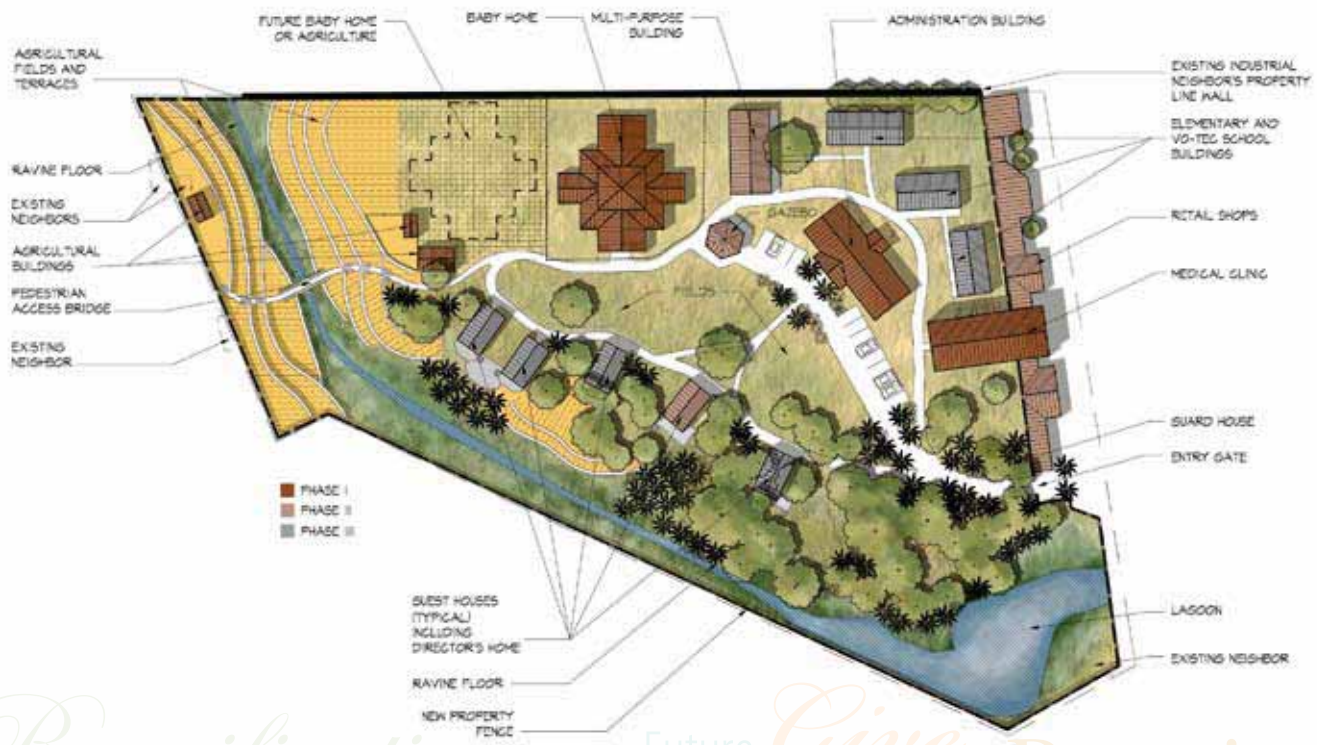 FUTURE BABY HOME
OR AGRICULTURE
BABY HOME
MULTI-PURPOSE
BUILDING
ADMINISTRATION BUILDING
AGRICULTURAL
FIELDS AND
TERRACES
EXISTING INDUSTRIAL
NEIGHBOR'S PROPERTY
LINE WALL
ELEMENTARY AND
VO-TEC SCHOOL
BUILDINGS
RAVINE FLOOR
EXISTING
NEIGHBORS
RETAIL SHOPS
GAZEBO
AGRICULTURAL
BUILDINGS
MEDICAL CLINIC
PEDESTRIAN
ACCESS BRIDGE
FIELDS
EXISTING
NEIGHBOR
GUARD HOUSE
ENTRY GATE
PHASE I
PHASE II
PHASE III
GUEST HOUSES
(TYPICAL)
INCLUDING
DIRECTOR'S HOME
LAGOON
EXISTING NEIGHBOR
RAVINE FLOOR
NEW PROPERTY
FENCE
Future
Give